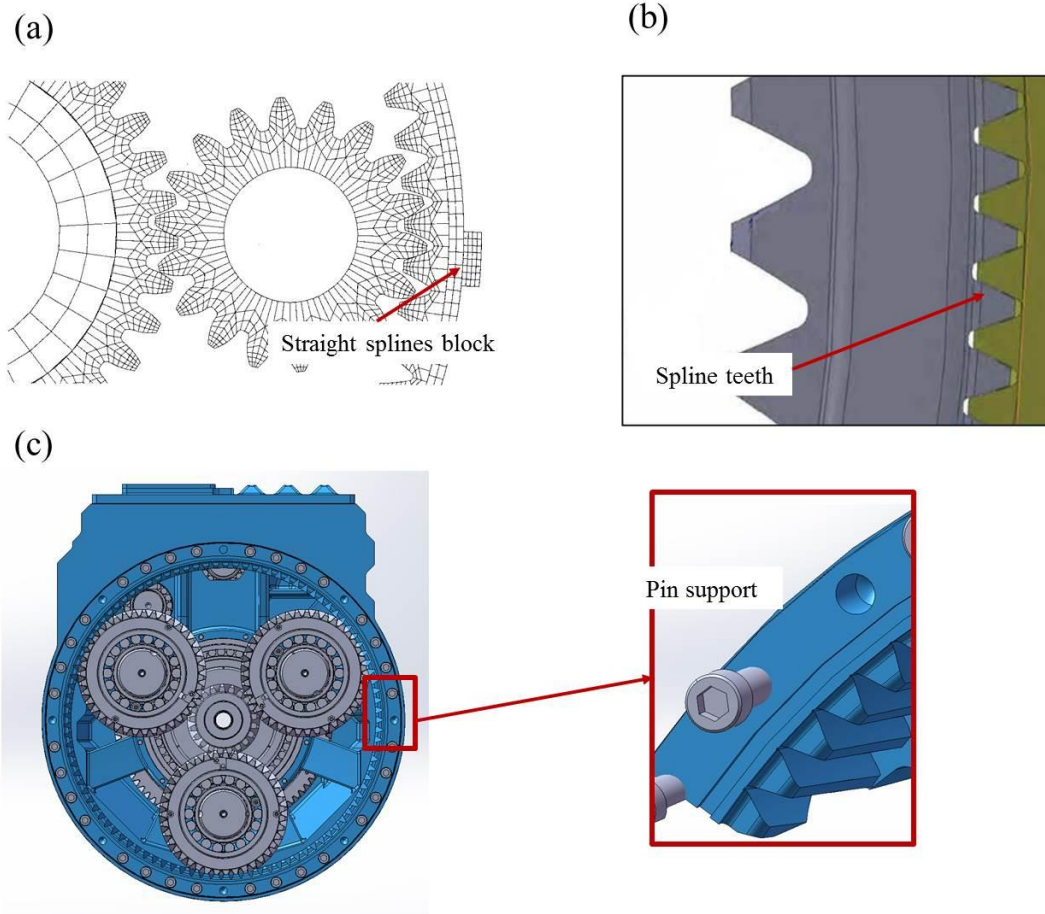 (a)
(b)
Straight splines block
Spline teeth
(c)
Pin support